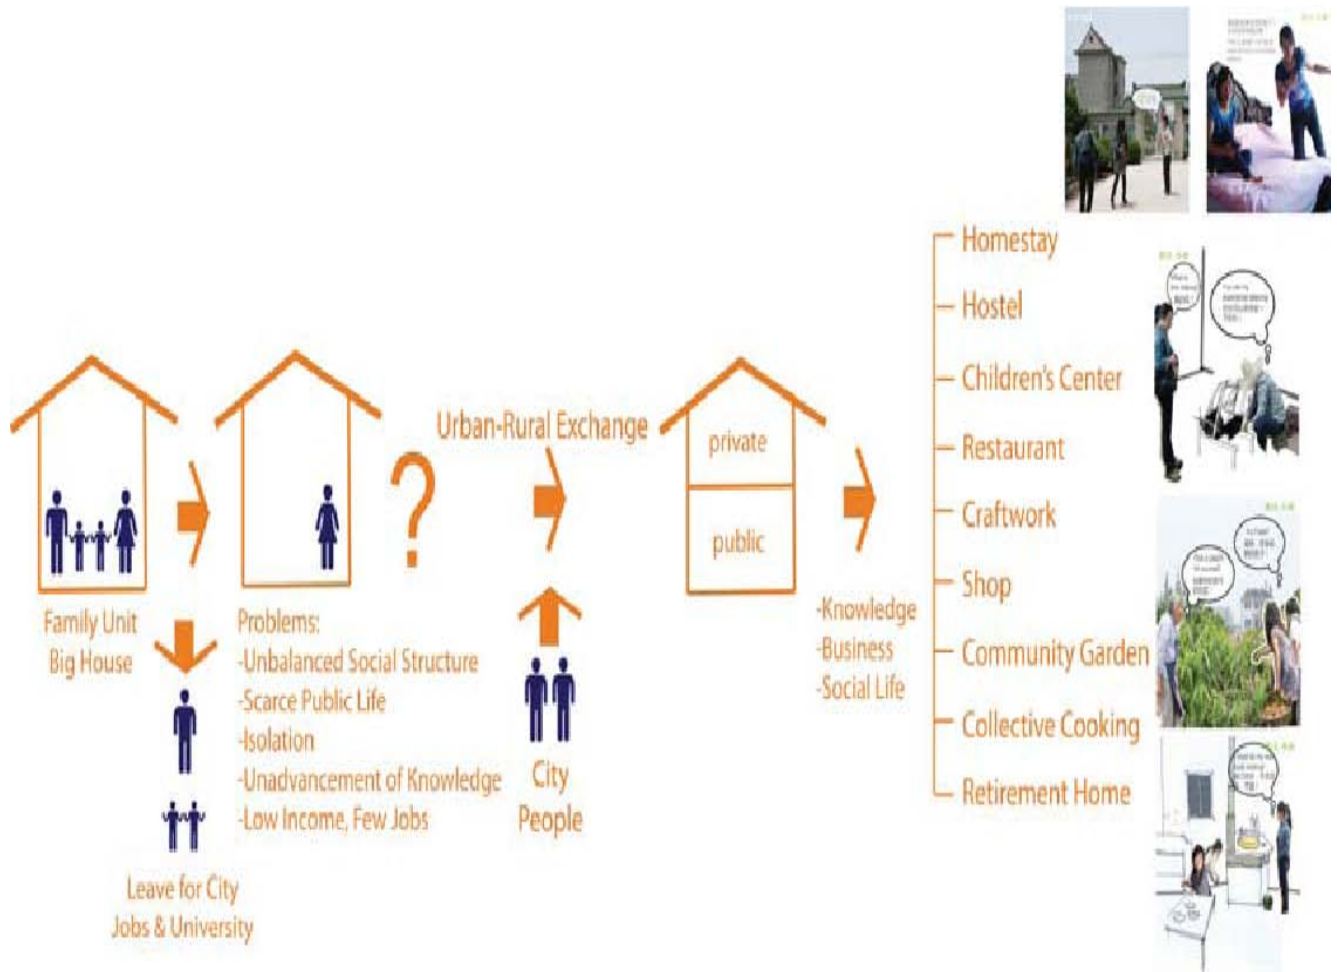 Family Unit
Big House
Leave for City
Jobs & University
Problems:
-Unbalanced Social Structure
-Scarce Public Life
-Isolation
-Unadvancement of Knowledge
-Low Income, Few Jobs
?
Urban-Rural Exchange
City
People
private
public
-Knowledge
-Business
-Social Life
Homestay
Hostel
Children's Center
Restaurant
Craftwork
Shop
Community Garden
Collective Cooking
Retirement Home